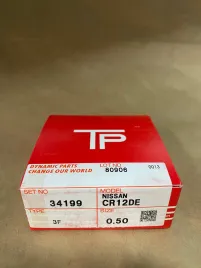 TP
DYNAMIC PARTS
CHANGE OUR WORLD
LOT NO
80906
9013
SET NO
34199
MODEL
NISSAN
CR12DE
TYPE
3F
SIZE
0.50